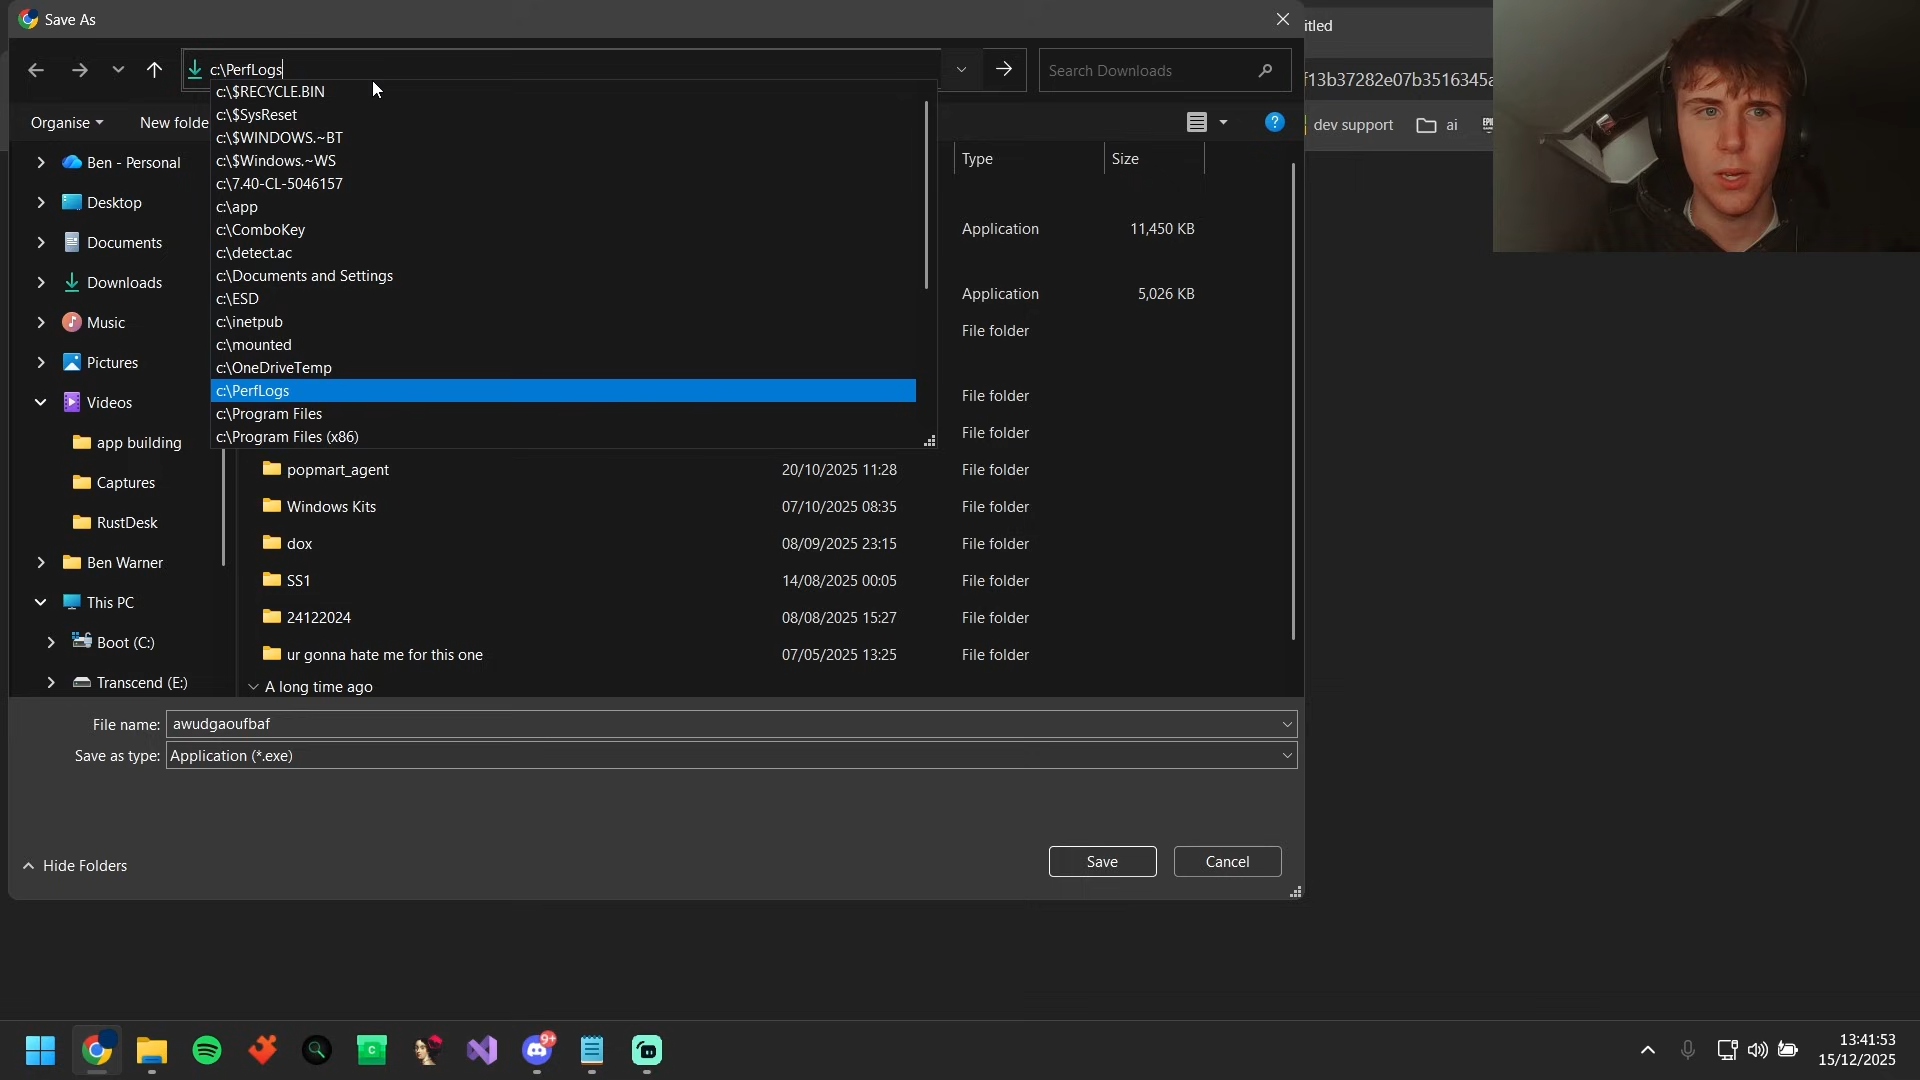 Save As
itled
c:\PerfLogs
Search Downloads
f13b37282e07b3516345a
Organise
New folde
dev support
ai
c:\$RECYCLE.BIN
c:\$SysReset
c:\$WINDOWS.~BT
c:\$Windows.~WS
c:\7.40-CL-5046157
c:\app
c:\ComboKey
c:\detect.ac
c:\Documents and Settings
c:\ESD
c:\inetpub
c:\mounted
c:\OneDriveTemp
c:\PerfLogs
c:\Program Files
c:\Program Files (x86)
Ben - Personal
Desktop
Documents
Downloads
Music
Pictures
Videos
app building
Captures
RustDesk
Ben Warner
This PC
Boot (C:)
Transcend (E:)
Type Size
Application 11,450 KB
Application 5,026 KB
File folder
File folder
File folder
popmart_agent 20/10/2025 11:28 File folder
Windows Kits 07/10/2025 08:35 File folder
dox 08/09/2025 23:15 File folder
SS1 14/08/2025 00:05 File folder
24122024 08/08/2025 15:27 File folder
ur gonna hate me for this one 07/05/2025 13:25 File folder
A long time ago
File name: awudgaoufbaf
Save as type: Application (*.exe)
Hide Folders
Save
Cancel
9+
13:41:53
15/12/2025